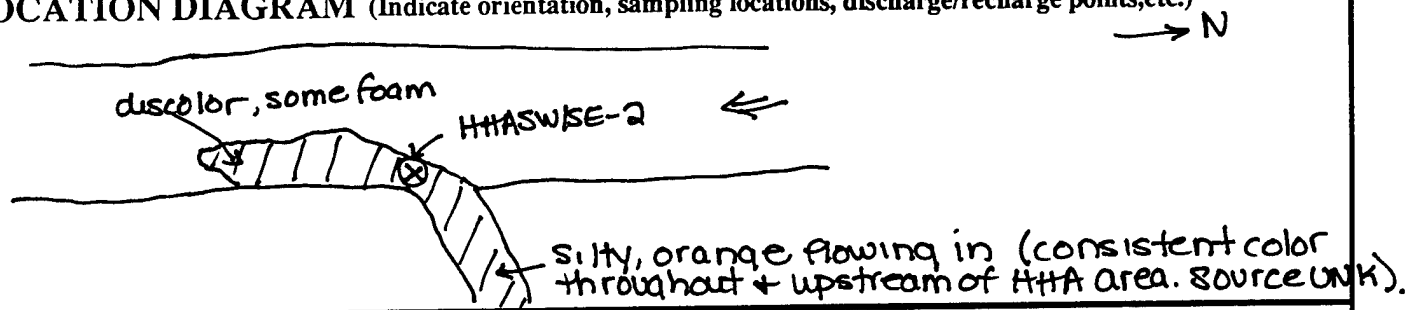 OCATION DIAGRAM (Indicate orientation, sampling locations, discharge/recharge points,etc.)
N
discolor, some foam
HHASW/SE-2
silty, orange flowing in (consistent color
throughout + upstream of HHA area. Source UNK).